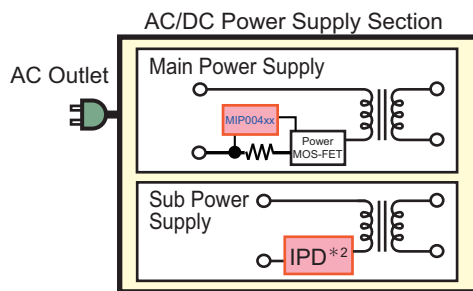 AC/DC Power Supply Section
AC Outlet
Main Power Supply
MIP004xx
Power
MOS-FET
Sub Power
Supply
IPD*2